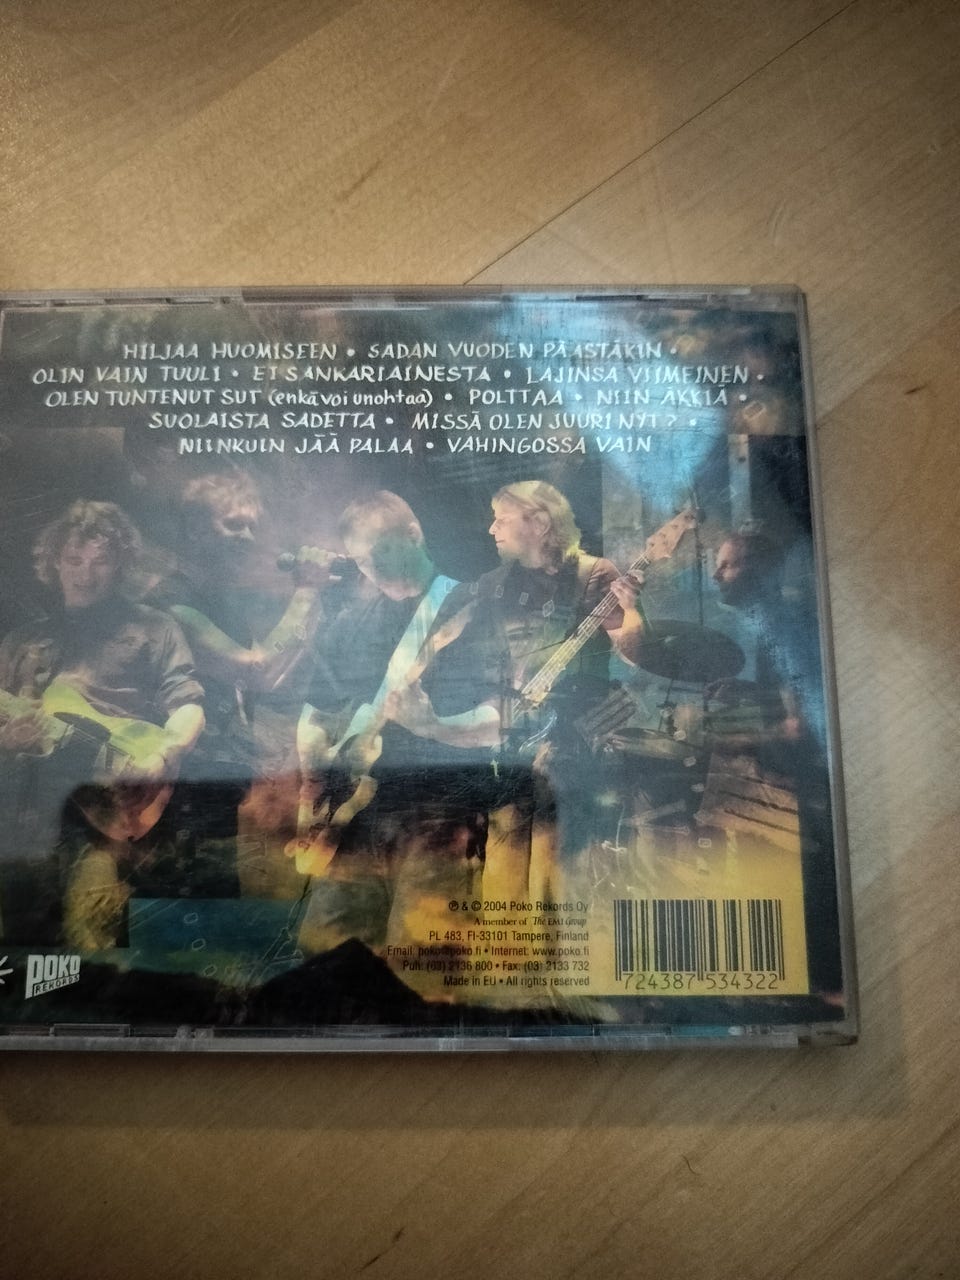 HILJAA HUOMISEEN • SADAN VUODEN PÄÄSTÄKIN •
OLIN VAIN TUULI • EI SANKARIAINESTA • LAJINSA VIIMEINEN •
OLEN TUNTENUT SUT (enkä voi unohtaa) • POLTTAA • NIIN ÄKKIÄ •
SUOLAISTA SADETTA • MISSÄ OLEN JUURI NYT? •
NIINKUIN JÄÄ PALAA • VAHINGOSSA VAIN
℗ & © 2004 Poko Rekords Oy
A member of The EMI Group
PL 483, FI-33101 Tampere, Finland
Email: poko@poko.fi • Internet: www.poko.fi
Puh: (03) 2136 800 • Fax: (03) 2133 732
Made in EU • All rights reserved
POKO
REKORDS
724387 534322